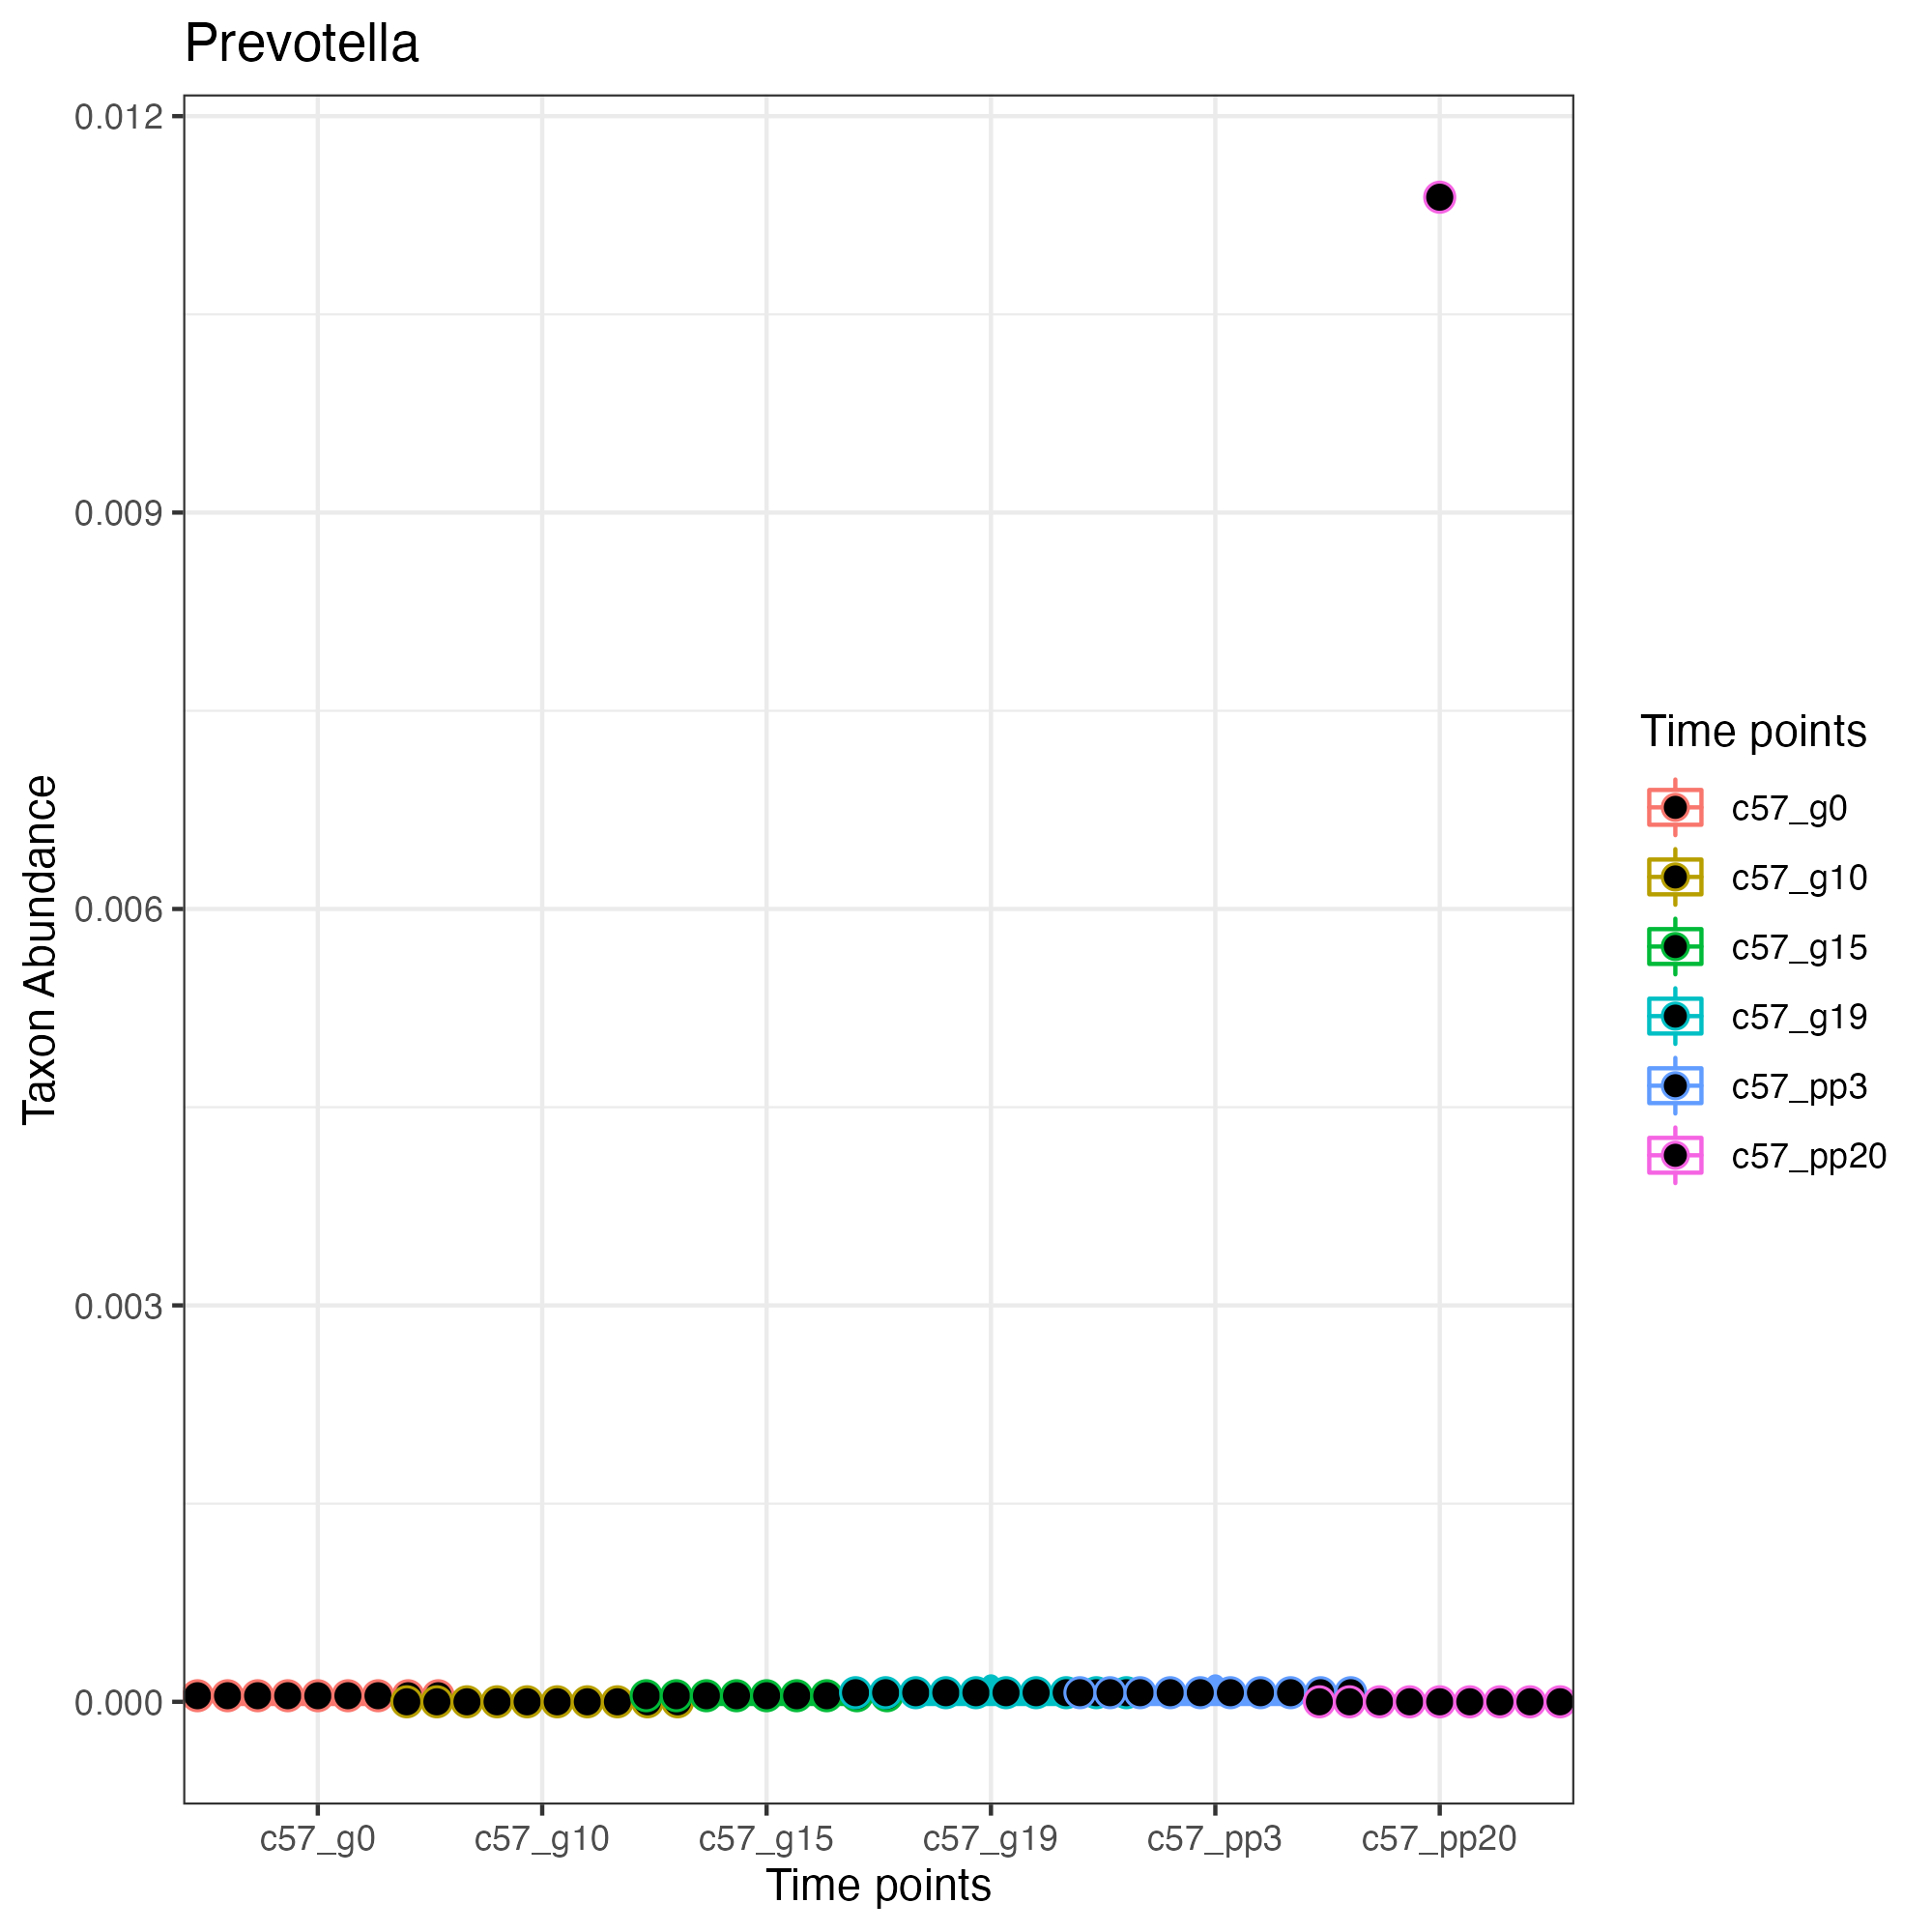 Prevotella
0.012
0.009
0.006
0.003
0.000
Taxon Abundance
c57_g0
c57_g10
c57_g15
c57_g19
c57_pp3
c57_pp20
Time points
Time points
c57_g0
c57_g10
c57_g15
c57_g19
c57_pp3
c57_pp20